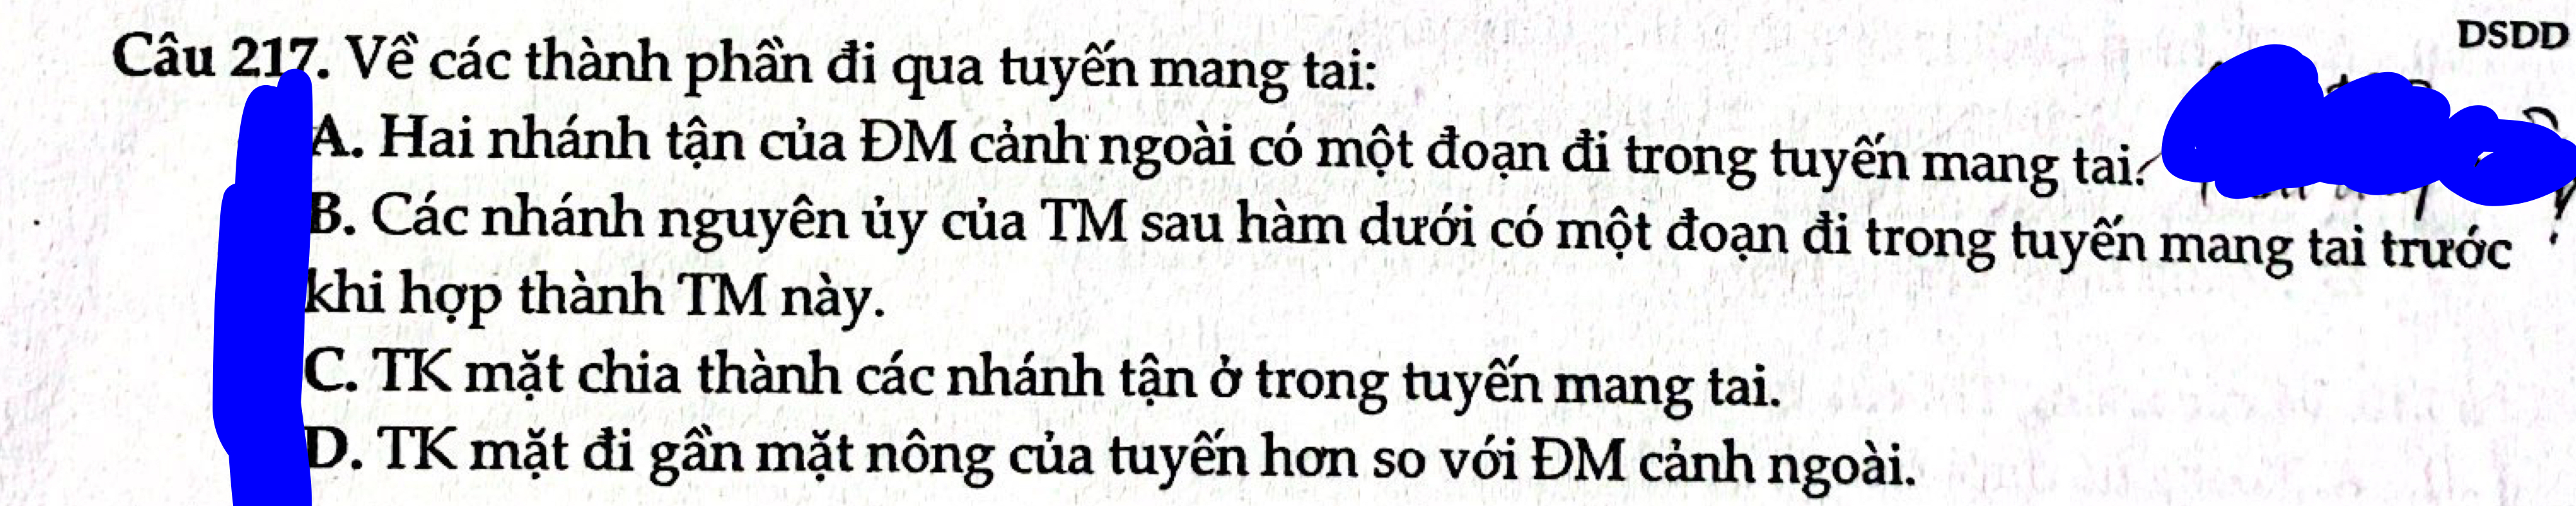 DSDD
Câu 217. Về các thành phần đi qua tuyến mang tai:
A. Hai nhánh tận của ĐM cảnh ngoài có một đoạn đi trong tuyến mang tai.
B. Các nhánh nguyên ủy của TM sau hàm dưới có một đoạn đi trong tuyến mang tai trước
khi hợp thành TM này.
C. TK mặt chia thành các nhánh tận ở trong tuyến mang tai.
D. TK mặt đi gần mặt nông của tuyến hơn so với ĐM cảnh ngoài.